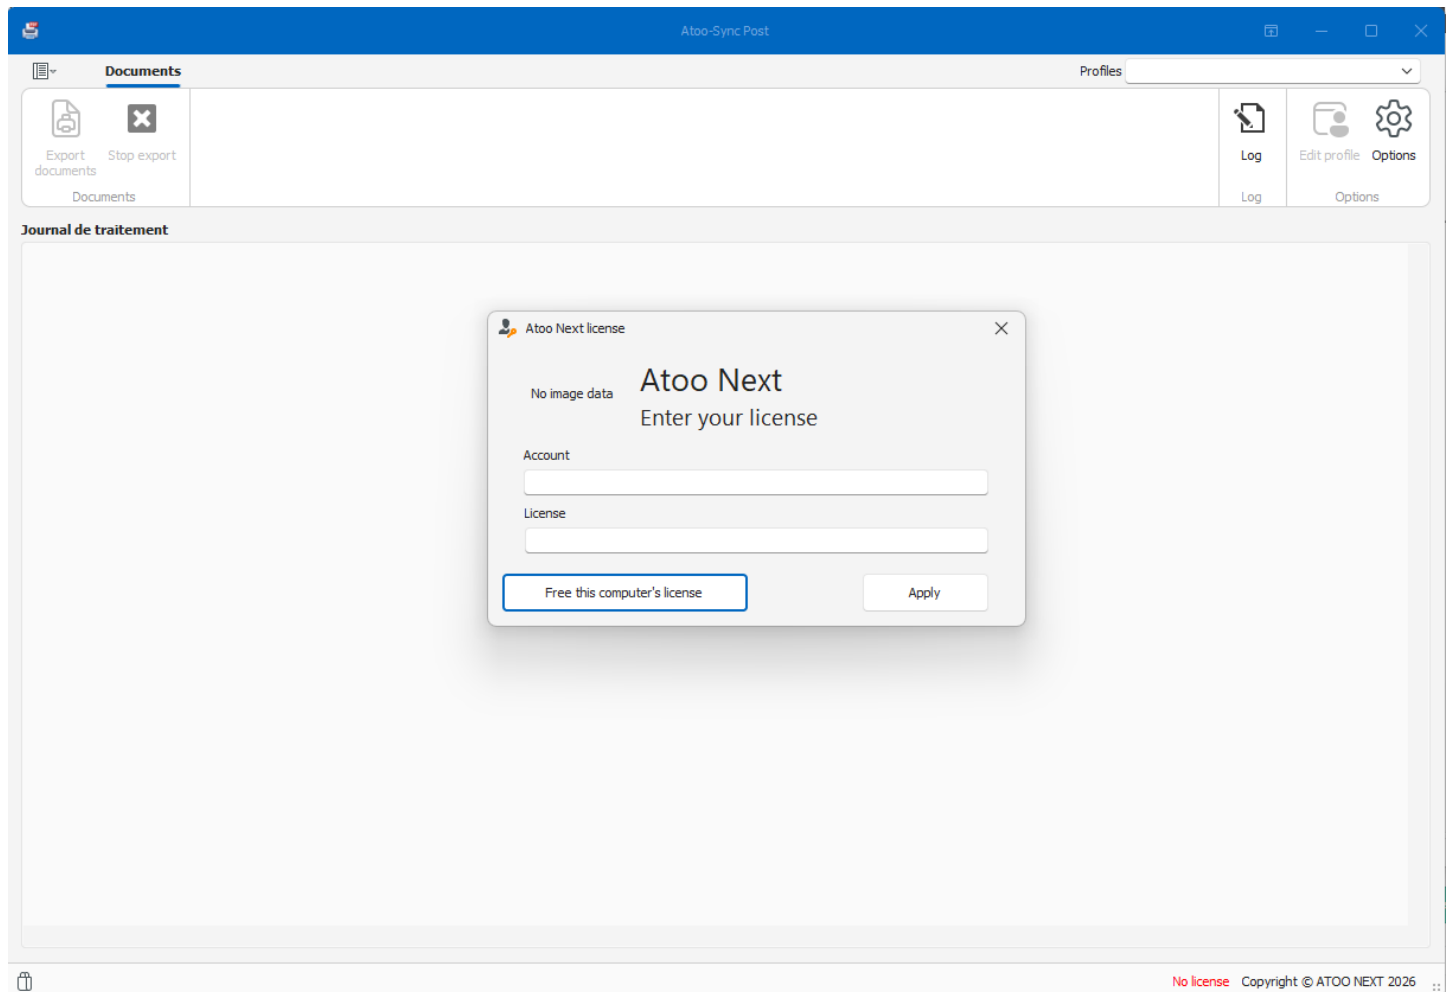 Atoo-Sync Post
Documents
Profiles
Export
documents
Stop export
Documents
Log
Log
Edit profile
Options
Options
Journal de traitement
Atoo Next license
No image data
Atoo Next
Enter your license
Account
License
Free this computer's license
Apply
No license
Copyright © ATOO NEXT 2026